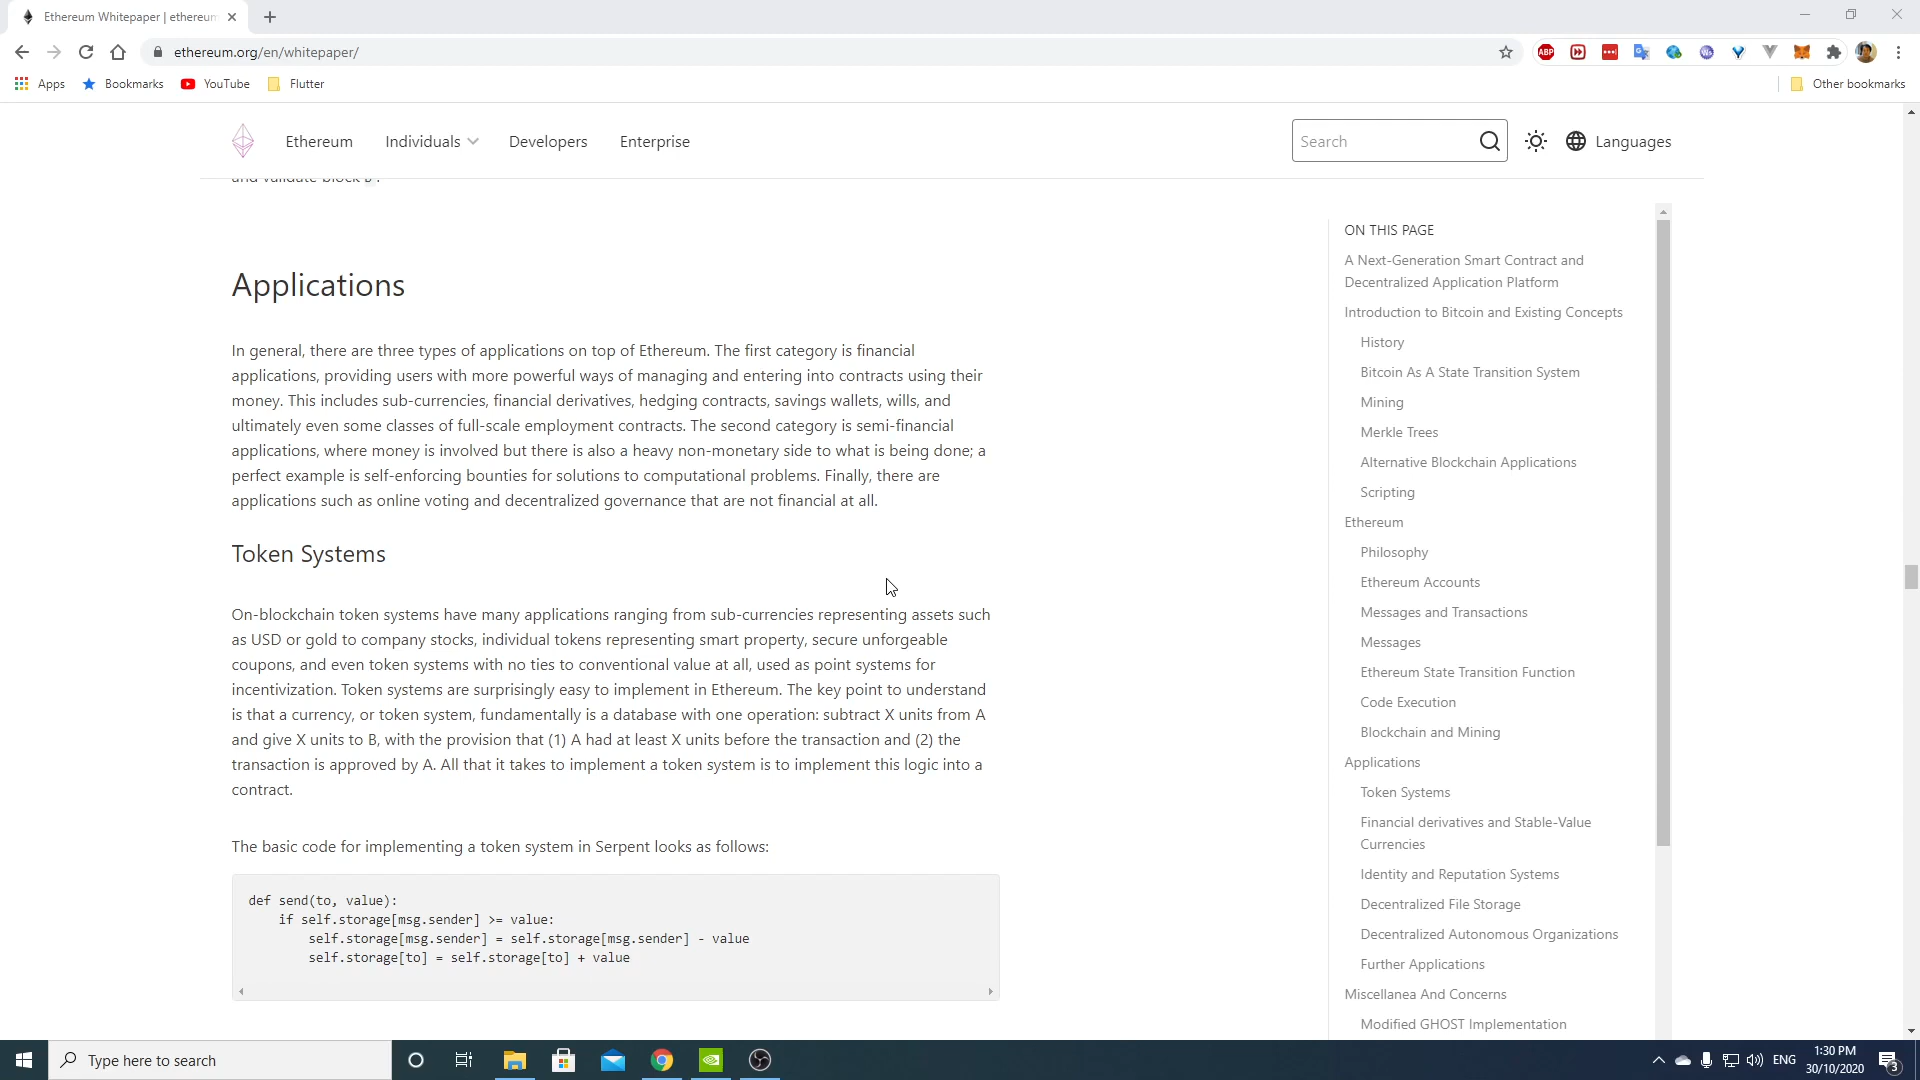 Ethereum Whitepaper | ethereum
ethereum.org/en/whitepaper/
ABP
Apps
Bookmarks
YouTube
Flutter
Other bookmarks
Ethereum
Individuals
Developers
Enterprise
Search
Languages
and validate block
Applications
In general, there are three types of applications on top of Ethereum. The first category is financial
applications, providing users with more powerful ways of managing and entering into contracts using their
money. This includes sub-currencies, financial derivatives, hedging contracts, savings wallets, wills, and
ultimately even some classes of full-scale employment contracts. The second category is semi-financial
applications, where money is involved but there is also a heavy non-monetary side to what is being done; a
perfect example is self-enforcing bounties for solutions to computational problems. Finally, there are
applications such as online voting and decentralized governance that are not financial at all.
Token Systems
On-blockchain token systems have many applications ranging from sub-currencies representing assets such
as USD or gold to company stocks, individual tokens representing smart property, secure unforgeable
coupons, and even token systems with no ties to conventional value at all, used as point systems for
incentivization. Token systems are surprisingly easy to implement in Ethereum. The key point to understand
is that a currency, or token system, fundamentally is a database with one operation: subtract X units from A
and give X units to B, with the provision that (1) A had at least X units before the transaction and (2) the
transaction is approved by A. All that it takes to implement a token system is to implement this logic into a
contract.
The basic code for implementing a token system in Serpent looks as follows:
def send(to, value):
    if self.storage[msg.sender] >= value:
        self.storage[msg.sender] = self.storage[msg.sender] - value
        self.storage[to] = self.storage[to] + value
ON THIS PAGE
A Next-Generation Smart Contract and
Decentralized Application Platform
Introduction to Bitcoin and Existing Concepts
History
Bitcoin As A State Transition System
Mining
Merkle Trees
Alternative Blockchain Applications
Scripting
Ethereum
Philosophy
Ethereum Accounts
Messages and Transactions
Messages
Ethereum State Transition Function
Code Execution
Blockchain and Mining
Applications
Token Systems
Financial derivatives and Stable-Value
Currencies
Identity and Reputation Systems
Decentralized File Storage
Decentralized Autonomous Organizations
Further Applications
Miscellanea And Concerns
Modified GHOST Implementation
Type here to search
ENG
1:30 PM
30/10/2020
3